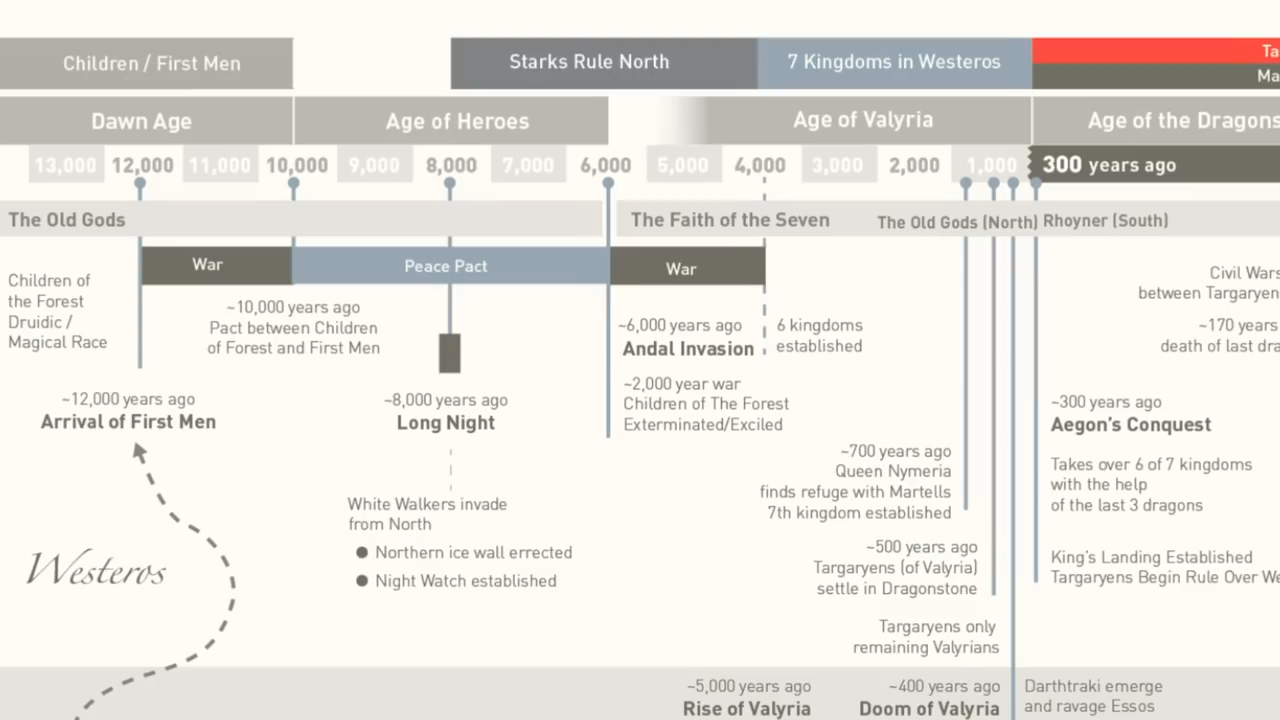 Children / First Men
Starks Rule North
7 Kingdoms in Westeros
Ta
Ma
Dawn Age
Age of Heroes
Age of Valyria
Age of the Dragons
13,000
12,000
11,000
10,000
9,000
8,000
7,000
6,000
5,000
4,000
3,000
2,000
1,000
300 years ago
The Old Gods
The Faith of the Seven
The Old Gods (North)
Rhoyner (South)
War
Peace Pact
War
Children of
the Forest
Druidic /
Magical Race
~10,000 years ago
Pact between Children
of Forest and First Men
~6,000 years ago
Andal Invasion
6 kingdoms
established
~2,000 year war
Children of The Forest
Exterminated/Exciled
Civil Wars
between Targaryen
~170 years
death of last dra
~12,000 years ago
Arrival of First Men
~8,000 years ago
Long Night
White Walkers invade
from North
Northern ice wall errected
Night Watch established
~700 years ago
Queen Nymeria
finds refuge with Martells
7th kingdom established
~500 years ago
Targaryens (of Valyria)
settle in Dragonstone
Targaryens only
remaining Valyrians
~300 years ago
Aegon's Conquest
Takes over 6 of 7 kingdoms
with the help
of the last 3 dragons
King's Landing Established
Targaryens Begin Rule Over We
Westeros
~5,000 years ago
Rise of Valyria
~400 years ago
Doom of Valyria
Darthtraki emerge
and ravage Essos